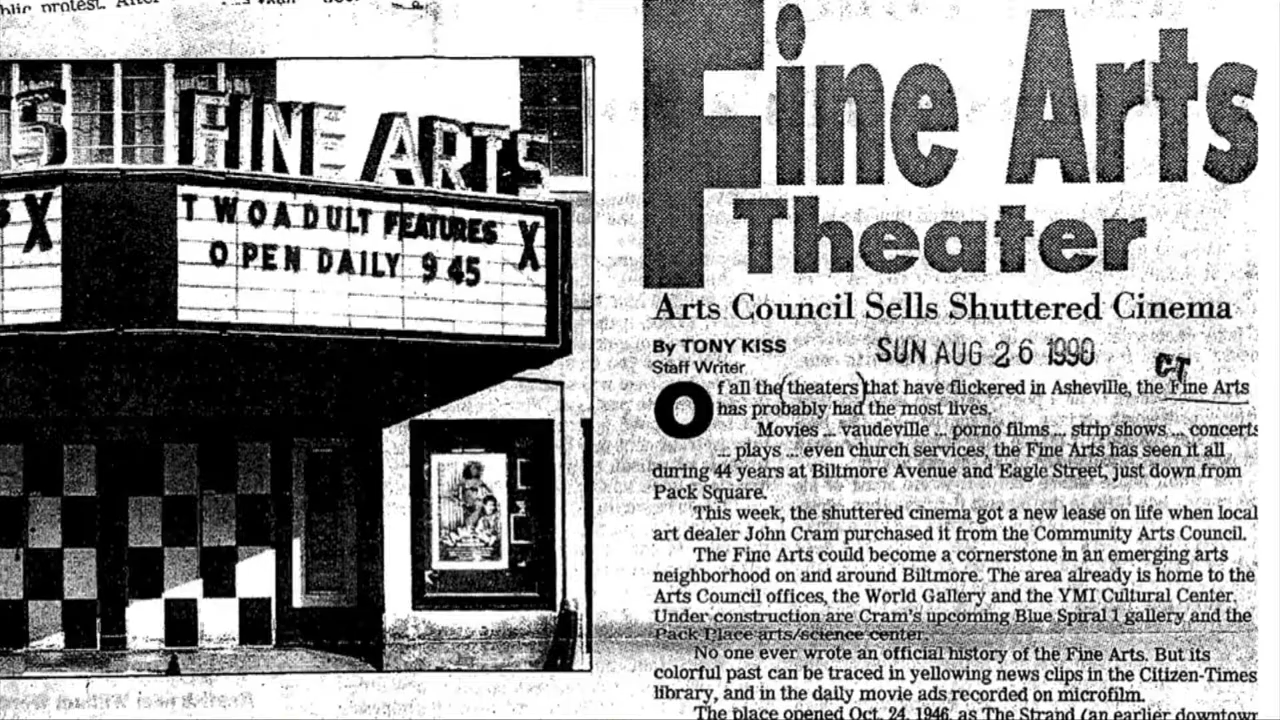 blic protest. After
S
FINE ARTS
X
TWO ADULT FEATURES X
OPEN DAILY 9 45
Fine Arts
Theater
Arts Council Sells Shuttered Cinema
By TONY KISS
SUN AUG 26 1990
Staff Writer
CT
Of all the (theaters) that have flickered in Asheville, the Fine Arts
has probably had the most lives.
Movies ... vaudeville ... porno films ... strip shows ... concerts
... plays ... even church services, the Fine Arts has seen it all
during 44 years at Biltmore Avenue and Eagle Street, just down from
Pack Square.
This week, the shuttered cinema got a new lease on life when local
art dealer John Cram purchased it from the Community Arts Council.
The Fine Arts could become a cornerstone in an emerging arts
neighborhood on and around Biltmore. The area already is home to the
Arts Council offices, the World Gallery and the YMI Cultural Center.
Under construction are Cram's upcoming Blue Spiral 1 gallery and the
Pack Place arts/science center.
No one ever wrote an official history of the Fine Arts. But its
colorful past can be traced in yellowing news clips in the Citizen-Times
library, and in the daily movie ads recorded on microfilm.
The place opened Oct. 24, 1946, as The Strand (an earlier downtown